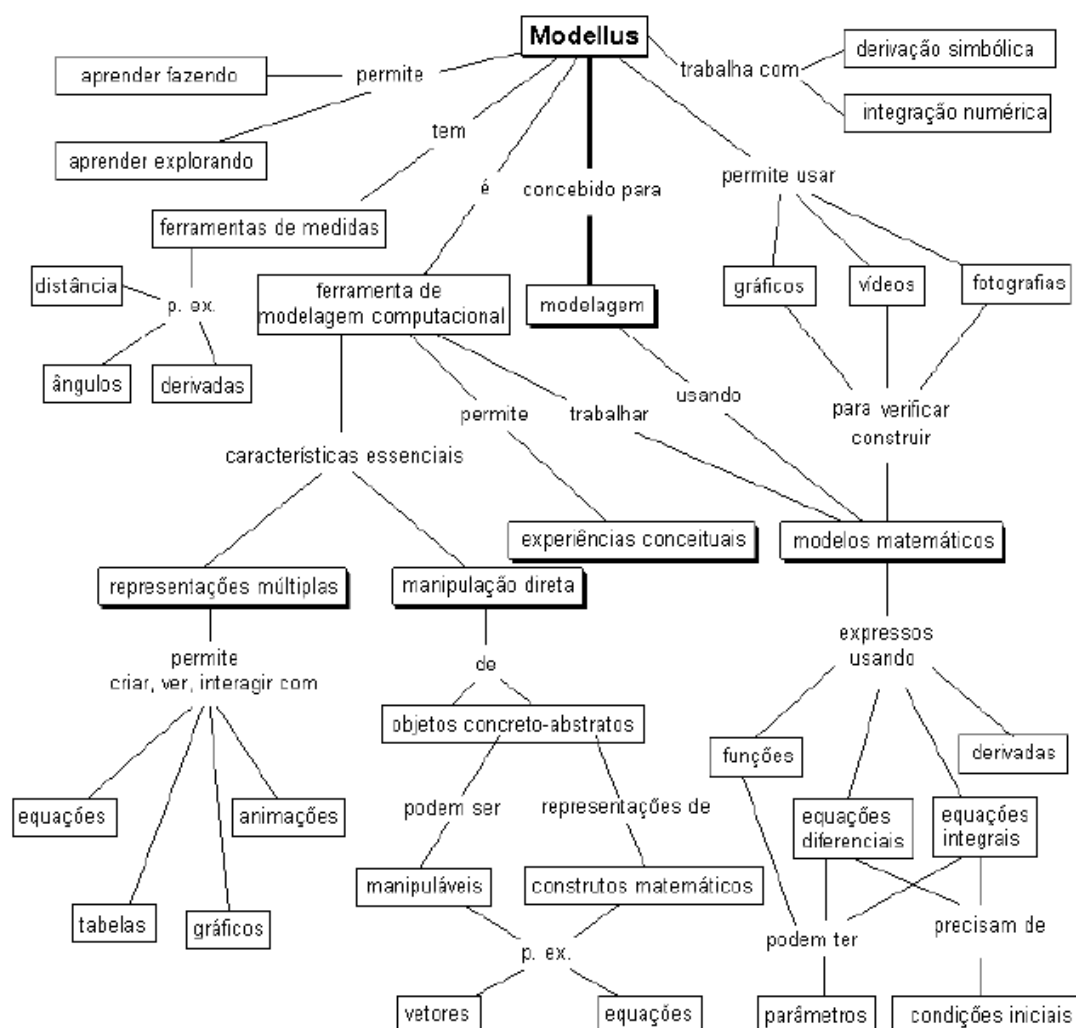 Modellus
derivação simbólica
aprender fazendo
permite
trabalha com
integração numérica
tem
aprender explorando
permite usar
é
concebido para
ferramentas de medidas
distância
ferramenta de
modelagem computacional
modelagem
gráficos
vídeos
fotografias
p. ex.
ângulos
derivadas
permite
trabalhar
usando
para verificar
construir
características essenciais
experiências conceituais
modelos matemáticos
representações múltiplas
manipulação direta
expressos
usando
permite
criar, ver, interagir com
de
objetos concreto-abstratos
funções
derivadas
equações
animações
podem ser
representações de
equações
diferenciais
equações
integrais
manipuláveis
construtos matemáticos
tabelas
gráficos
podem ter
precisam de
p. ex.
vetores
equações
parâmetros
condições iniciais